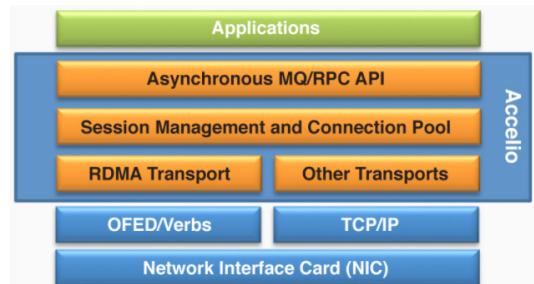 Applications
Asynchronous MQ/RPC API
Session Management and Connection Pool
RDMA Transport
Other Transports
Accelio
OFED/Verbs
TCP/IP
Network Interface Card (NIC)